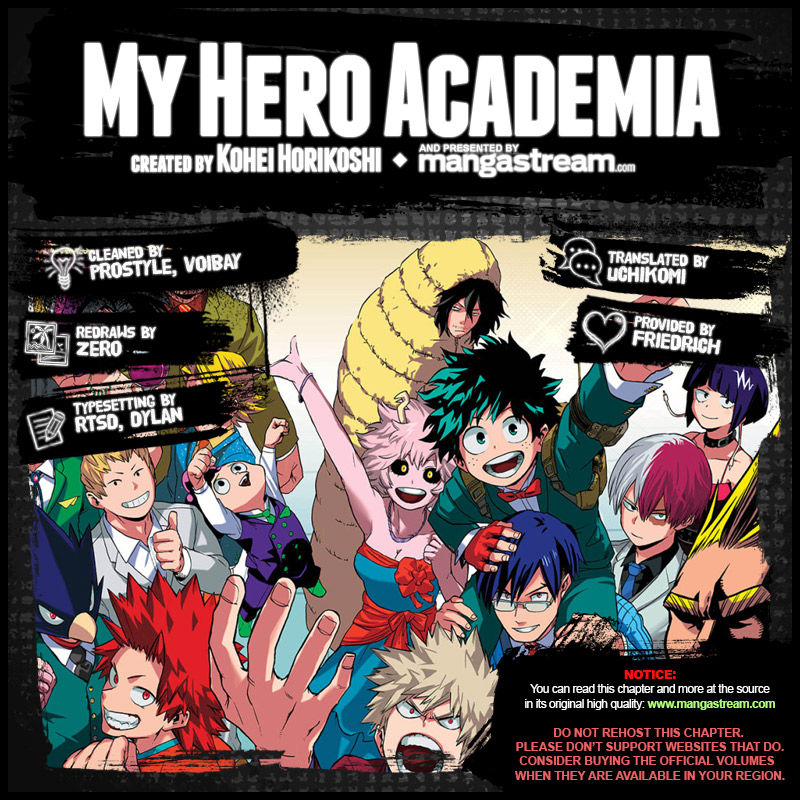 MY HERO ACADEMIA
CREATED BY KOHEI HORIKOSHI ◆ AND PRESENTED BY mangastream.com
CLEANED BY
PROSTYLE, VOIBAY
REDRAWS BY
ZERO
TYPESETTING BY
RTSD, DYLAN
TRANSLATED BY
UCHIKOMI
PROVIDED BY
FRIEDRICH
NOTICE:
You can read this chapter and more at the source
in its original high quality: www.mangastream.com
DO NOT REHOST THIS CHAPTER.
PLEASE DON'T SUPPORT WEBSITES THAT DO.
CONSIDER BUYING THE OFFICIAL VOLUMES
WHEN THEY ARE AVAILABLE IN YOUR REGION.